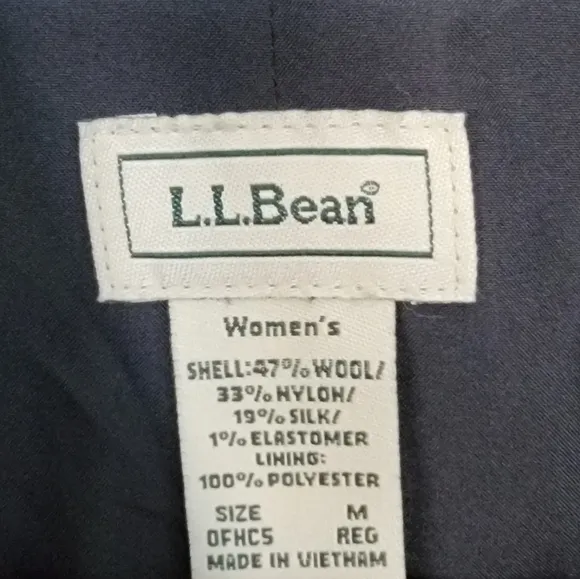 L.L.Bean®
Women's
SHELL:47% WOOL/
33% NYLON/
19% SILK/
1% ELASTOMER
LINING:
100% POLYESTER
SIZE M
0FHC5 REG
MADE IN VIETNAM